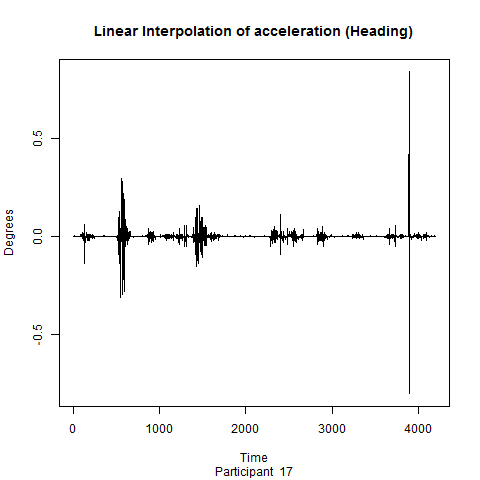 Linear Interpolation of acceleration (Heading)
Degrees
0.5
0.0
-0.5
0 1000 2000 3000 4000
Time
Participant 17